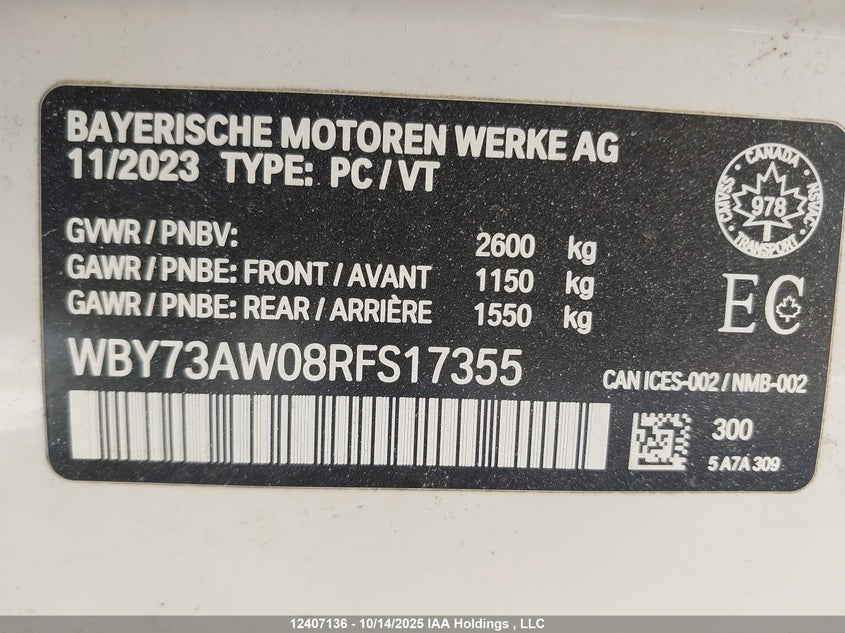 BAYERISCHE MOTOREN WERKE AG
11/2023 TYPE: PC/VT
GVWR / PNBV: 2600 kg
GAWR / PNBE: FRONT / AVANT 1150 kg
GAWR / PNBE: REAR / ARRIÈRE 1550 kg
WBY73AW08RFS17355
CANADA
CMVSS 978 NSVAC
TRANSPORT
EC
CAN ICES-002 / NMB-002
300
5 A7A 309
12407136 - 10/14/2025 IAA Holdings , LLC